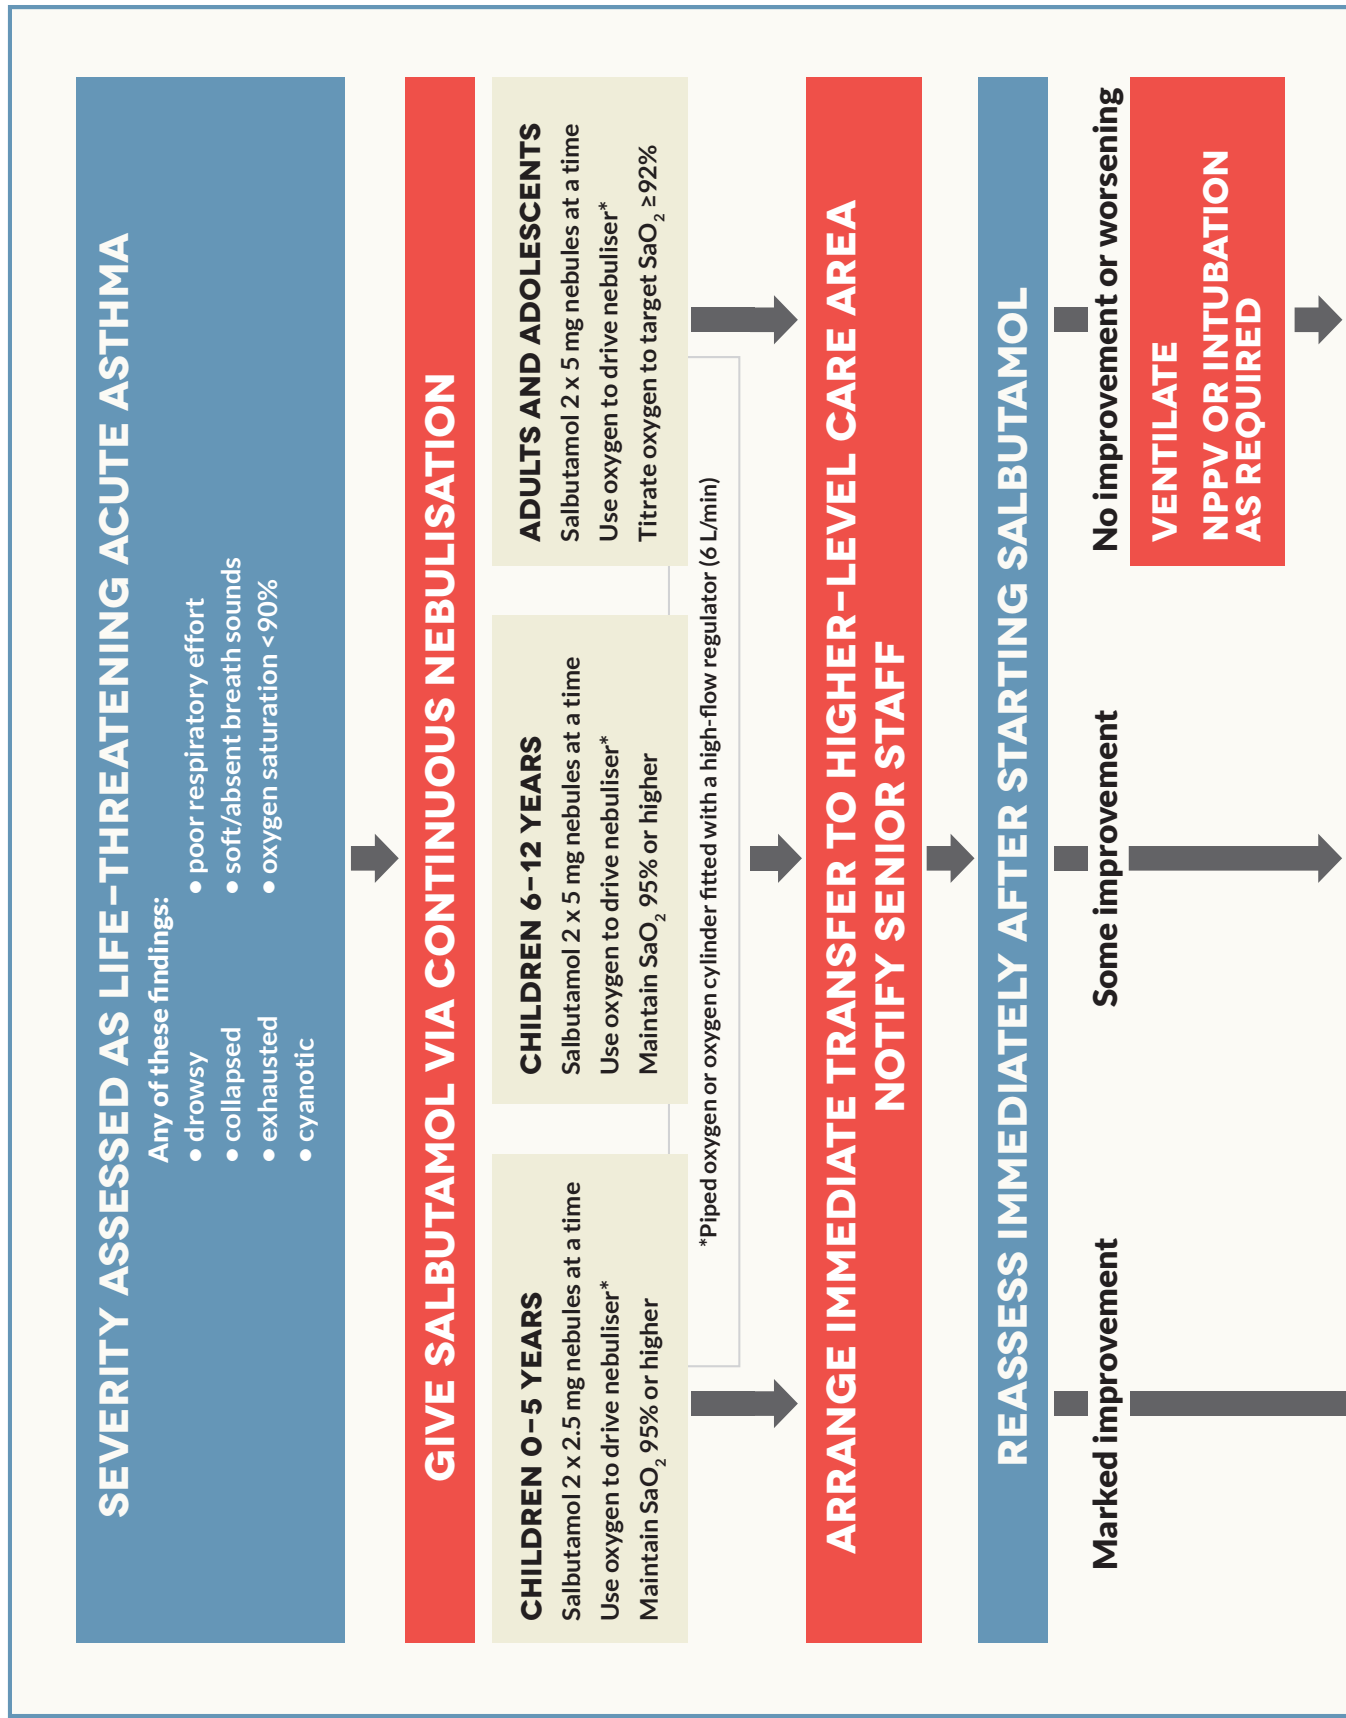 SEVERITY ASSESSED AS LIFE-THREATENING ACUTE ASTHMA
Any of these findings:
• drowsy
• collapsed
• exhausted
• cyanotic
• poor respiratory effort
• soft/absent breath sounds
• oxygen saturation <90%
GIVE SALBUTAMOL VIA CONTINUOUS NEBULISATION
CHILDREN 0–5 YEARS
Salbutamol 2 x 2.5 mg nebules at a time
Use oxygen to drive nebuliser*
Maintain SaO₂ 95% or higher
CHILDREN 6–12 YEARS
Salbutamol 2 x 5 mg nebules at a time
Use oxygen to drive nebuliser*
Maintain SaO₂ 95% or higher
ADULTS AND ADOLESCENTS
Salbutamol 2 x 5 mg nebules at a time
Use oxygen to drive nebuliser*
Titrate oxygen to target SaO₂ ≥92%
*Piped oxygen or oxygen cylinder fitted with a high-flow regulator (6 L/min)
ARRANGE IMMEDIATE TRANSFER TO HIGHER-LEVEL CARE AREA
NOTIFY SENIOR STAFF
REASSESS IMMEDIATELY AFTER STARTING SALBUTAMOL
Marked improvement
Some improvement
No improvement or worsening
VENTILATE
NPPV OR INTUBATION
AS REQUIRED